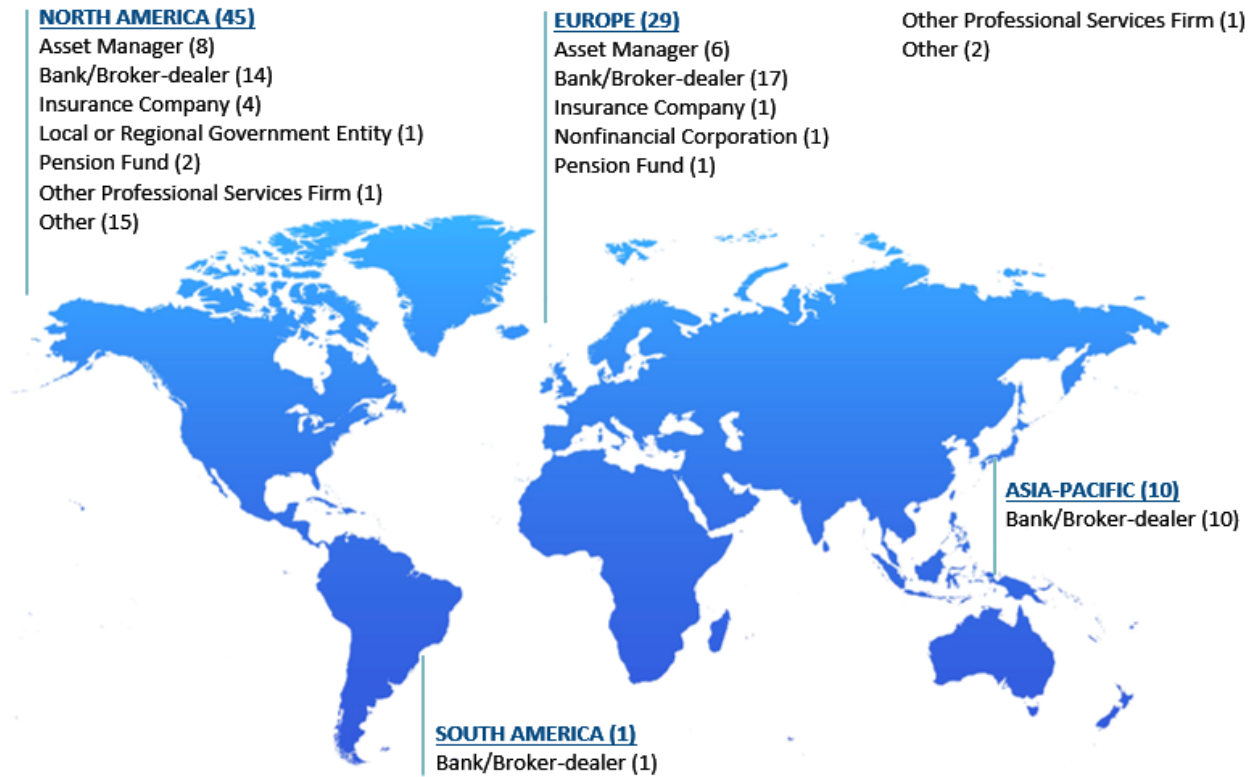 NORTH AMERICA (45)
Asset Manager (8)
Bank/Broker-dealer (14)
Insurance Company (4)
Local or Regional Government Entity (1)
Pension Fund (2)
Other Professional Services Firm (1)
Other (15)
EUROPE (29)
Asset Manager (6)
Bank/Broker-dealer (17)
Insurance Company (1)
Nonfinancial Corporation (1)
Pension Fund (1)
Other Professional Services Firm (1)
Other (2)
ASIA-PACIFIC (10)
Bank/Broker-dealer (10)
SOUTH AMERICA (1)
Bank/Broker-dealer (1)